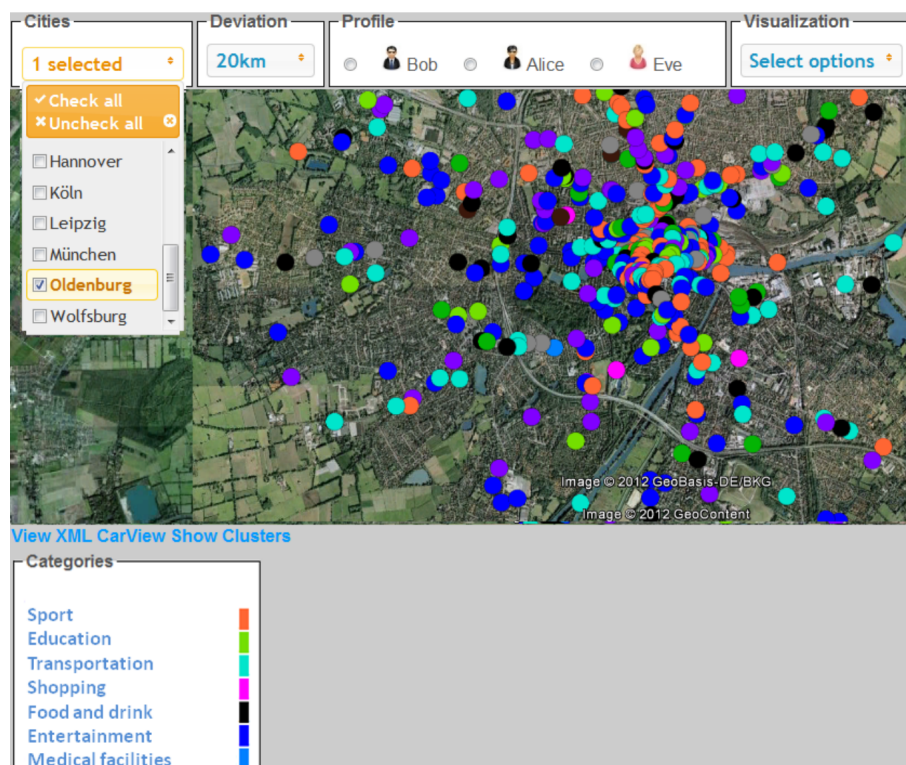 Cities
Deviation
Profile
Visualization
1 selected
20km
Bob
Alice
Eve
Select options
Check all
Uncheck all
Hannover
Köln
Leipzig
München
Oldenburg
Wolfsburg
Image © 2012 GeoBasis-DE/BKG
Image © 2012 GeoContent
View XML CarView Show Clusters
Categories
Sport
Education
Transportation
Shopping
Food and drink
Entertainment
Medical facilities